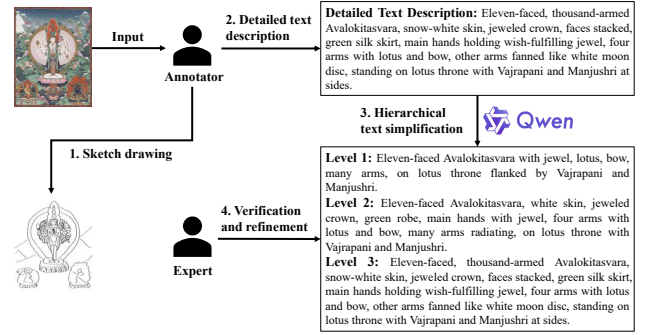 Input
Annotator
2. Detailed text
description
Detailed Text Description: Eleven-faced, thousand-armed
Avalokitasvara, snow-white skin, jeweled crown, faces stacked,
green silk skirt, main hands holding wish-fulfilling jewel, four
arms with lotus and bow, other arms fanned like white moon
disc, standing on lotus throne with Vajrapani and Manjushri at
sides.
3. Hierarchical
text simplification
Qwen
1. Sketch drawing
4. Verification
and refinement
Expert
Level 1: Eleven-faced Avalokitasvara with jewel, lotus, bow,
many arms, on lotus throne flanked by Vajrapani and
Manjushri.
Level 2: Eleven-faced Avalokitasvara, white skin, jeweled
crown, green robe, main hands with jewel, four arms with
lotus and bow, many arms radiating, on lotus throne with
Vajrapani and Manjushri.
Level 3: Eleven-faced, thousand-armed Avalokitasvara,
snow-white skin, jeweled crown, faces stacked, green silk skirt,
main hands holding wish-fulfilling jewel, four arms with lotus
and bow, other arms fanned like white moon disc, standing on
lotus throne with Vajrapani and Manjushri at sides.